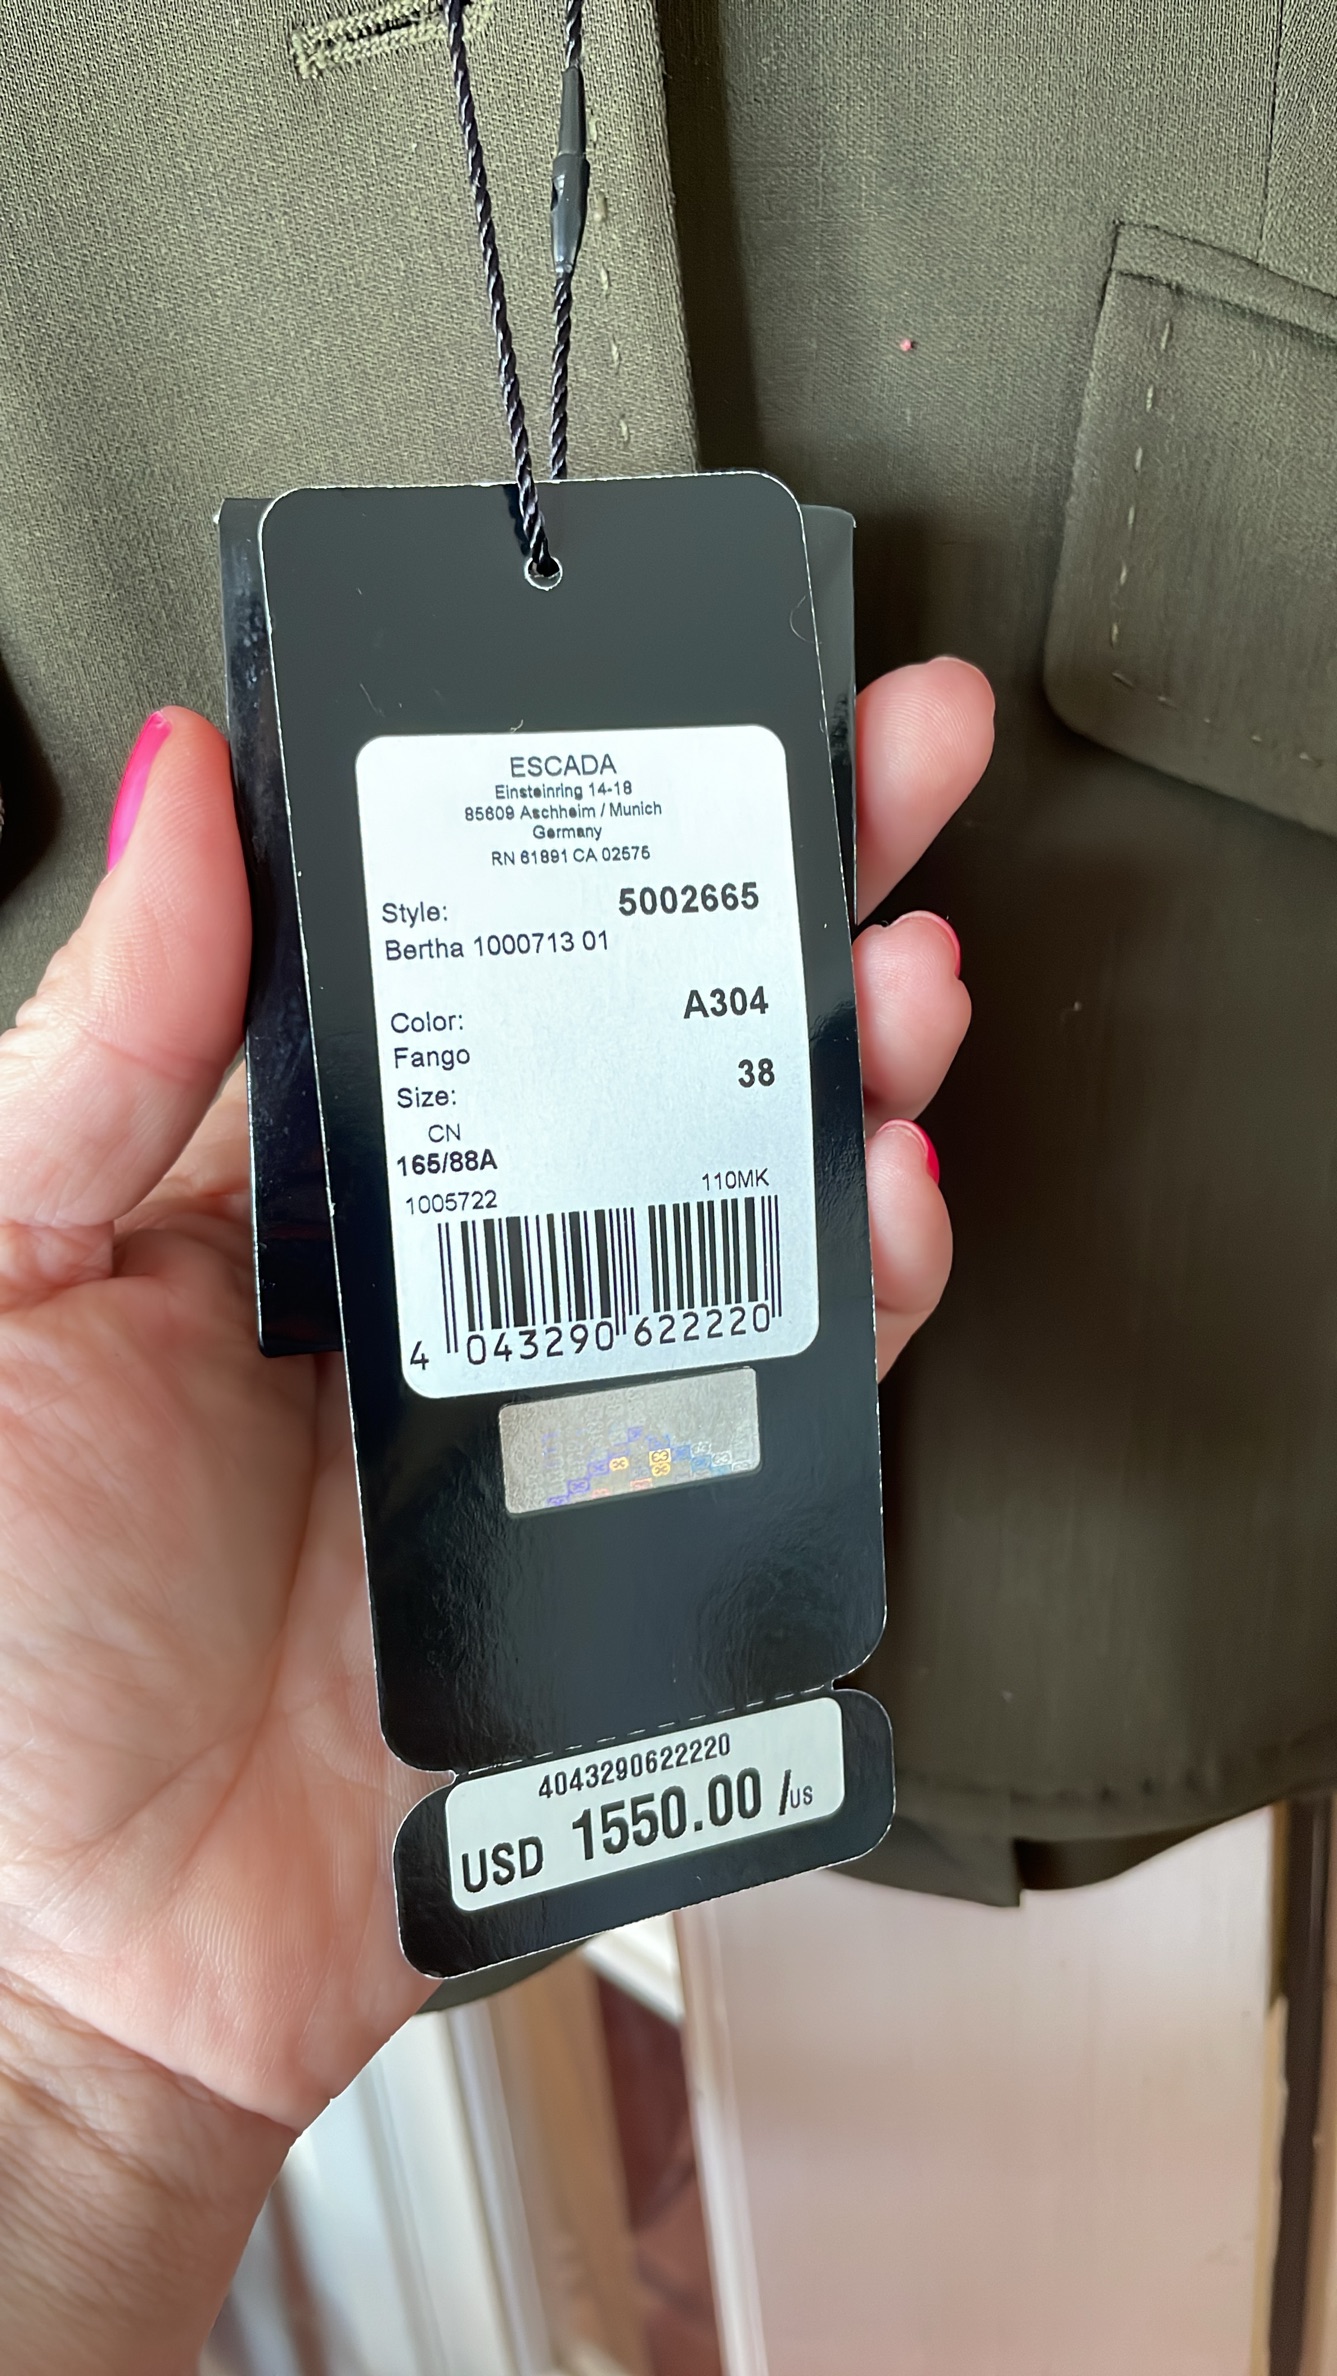 ESCADA
Einsteinring 14-18
85609 Aschheim / Munich
Germany
RN 61891 CA 02575
Style: 5002665
Bertha 1000713 01
Color: A304
Fango
Size: 38
CN
165/88A
1005722 110MK
4 043290 622220
4043290622220
USD 1550.00 /US